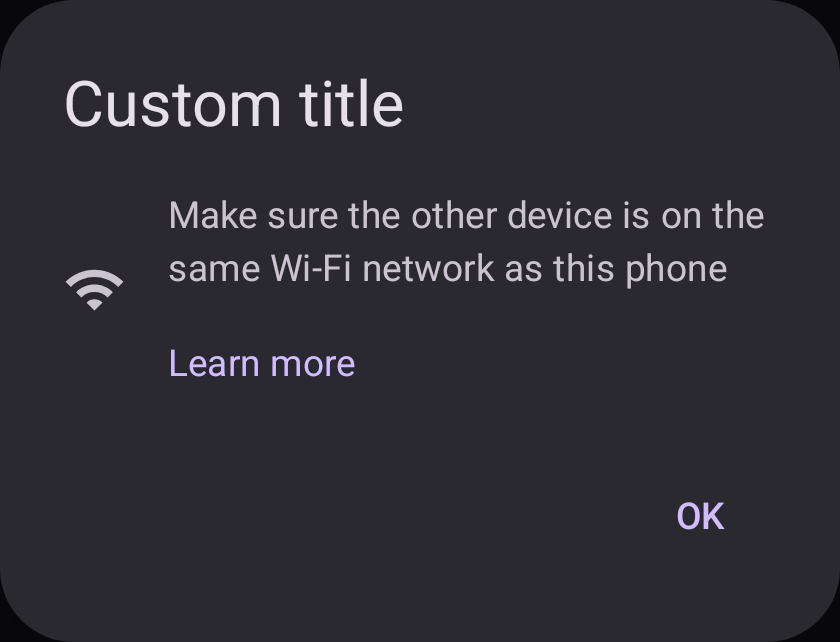 Custom title
Make sure the other device is on the
same Wi-Fi network as this phone
Learn more
OK